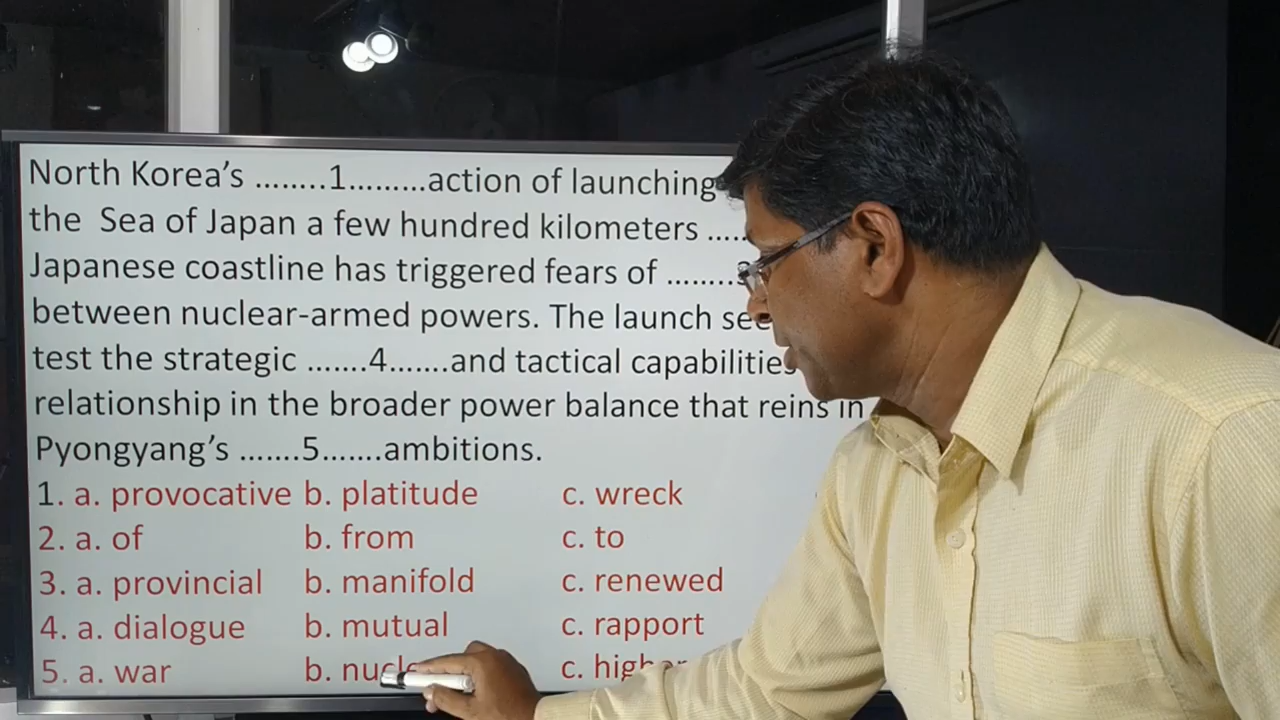 North Korea's ........1.........action of launching
the Sea of Japan a few hundred kilometers .....
Japanese coastline has triggered fears of ........
between nuclear-armed powers. The launch
test the strategic .......4.......and tactical capabilities
relationship in the broader power balance that reins in
Pyongyang's .......5.......ambitions.
1. a. provocative b. platitude c. wreck
2. a. of b. from c. to
3. a. provincial b. manifold c. renewed
4. a. dialogue b. mutual c. rapport
5. a. war b. c.